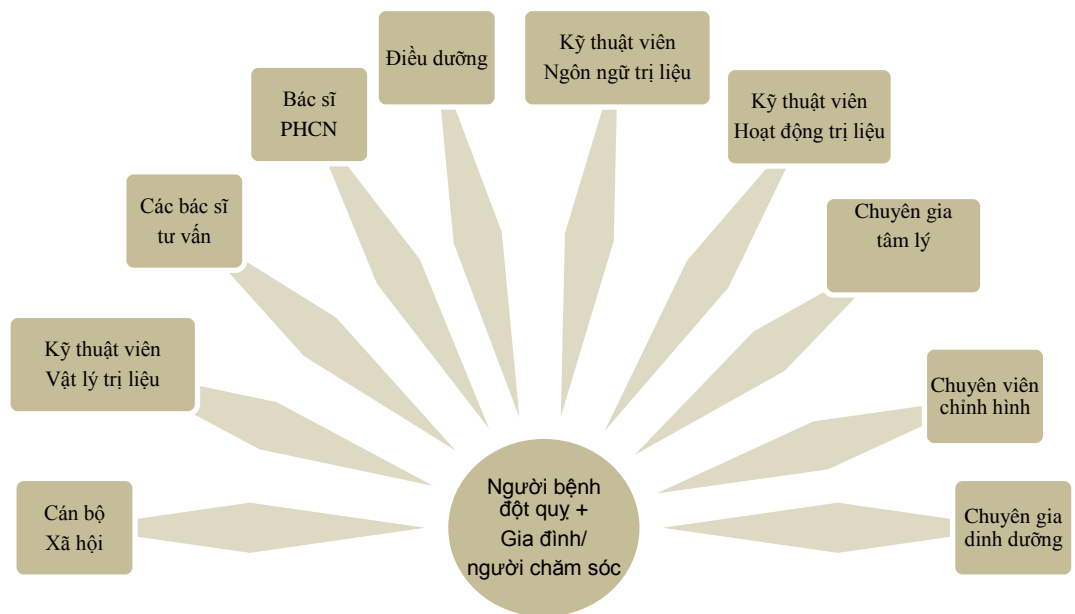 Điều dưỡng
Kỹ thuật viên
Ngôn ngữ trị liệu
Bác sĩ
PHCN
Kỹ thuật viên
Hoạt động trị liệu
Các bác sĩ
tư vấn
Chuyên gia
tâm lý
Kỹ thuật viên
Vật lý trị liệu
Chuyên viên
chỉnh hình
Cán bộ
Xã hội
Người bệnh
đột quỵ +
Gia đình/
người chăm sóc
Chuyên gia
dinh dưỡng